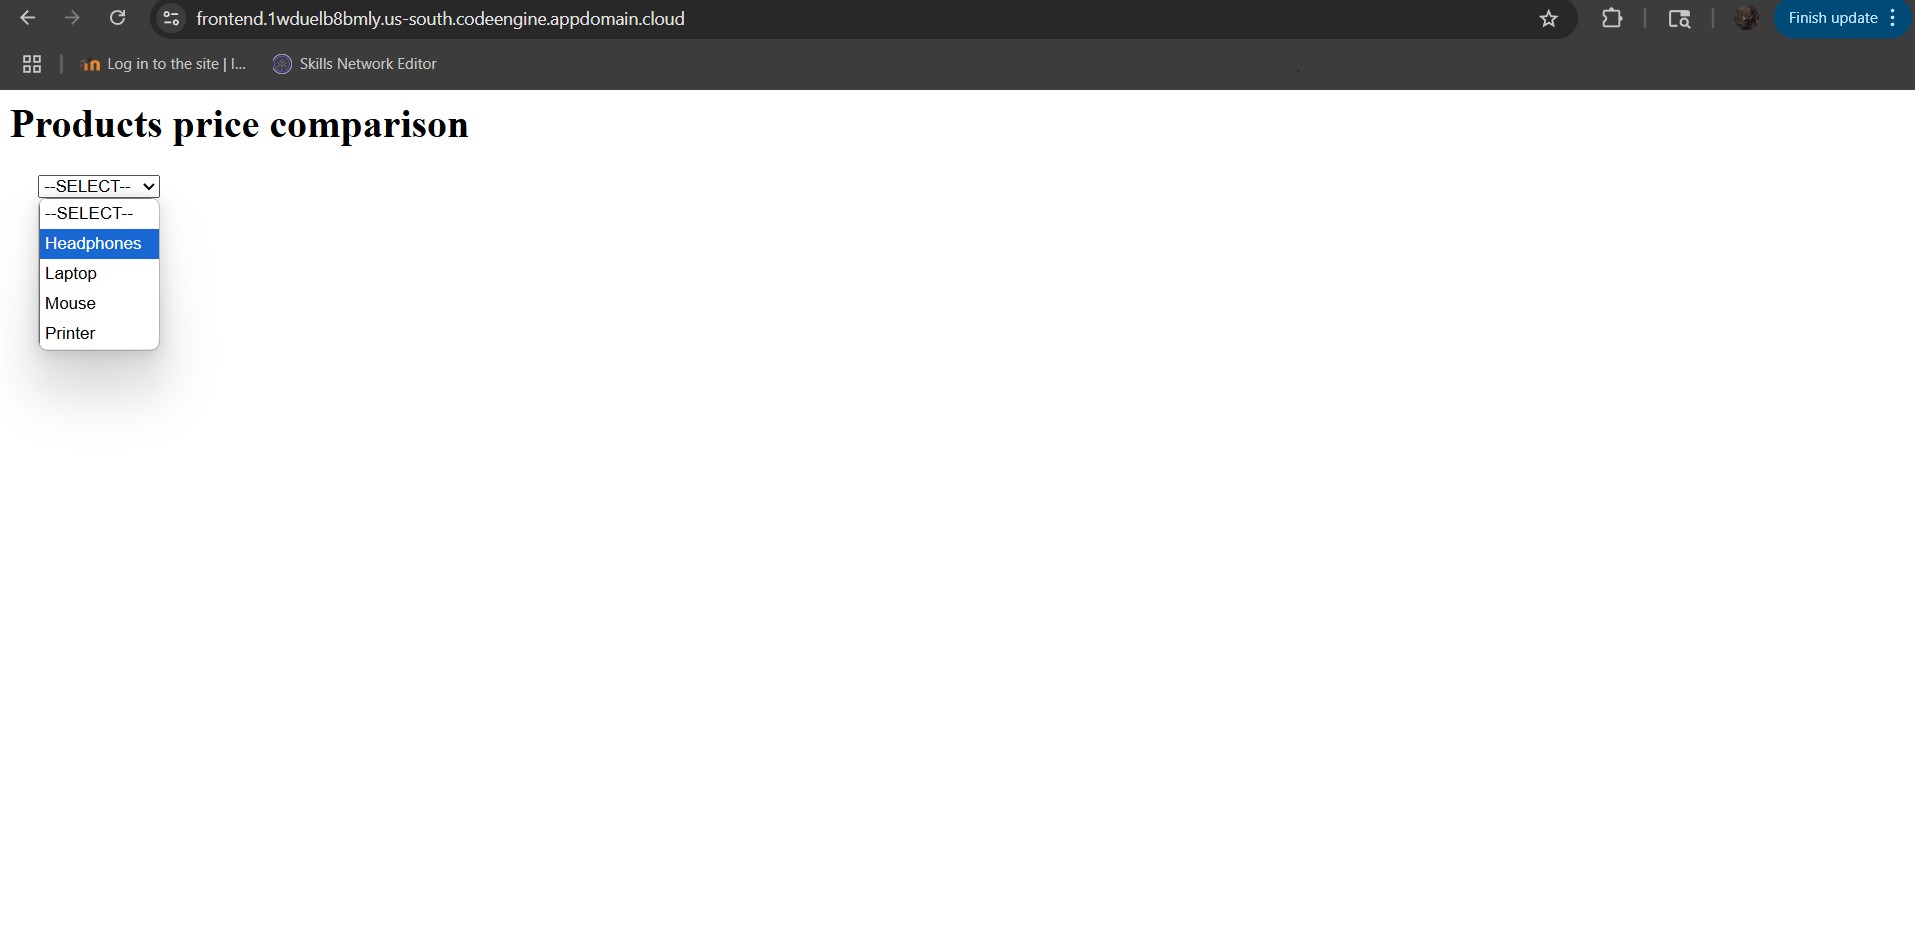 frontend.1wduelb8bmly.us-south.codeengine.appdomain.cloud
Finish update
Log in to the site | I...
Skills Network Editor
Products price comparison
--SELECT--
--SELECT--
Headphones
Laptop
Mouse
Printer